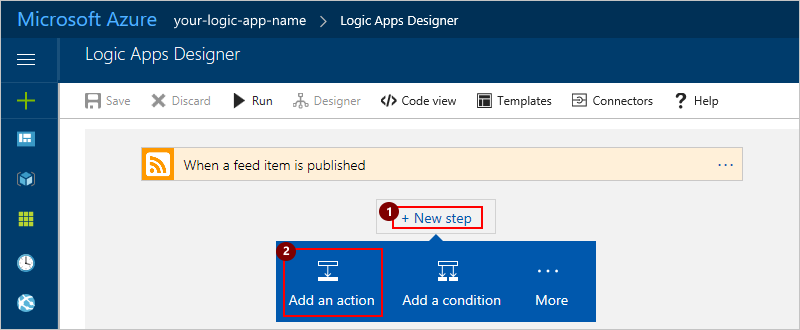 Microsoft Azure your-logic-app-name > Logic Apps Designer
Logic Apps Designer
Save Discard Run Designer </> Code view Templates Connectors ? Help
When a feed item is published ...
1 + New step
2
Add an action Add a condition More